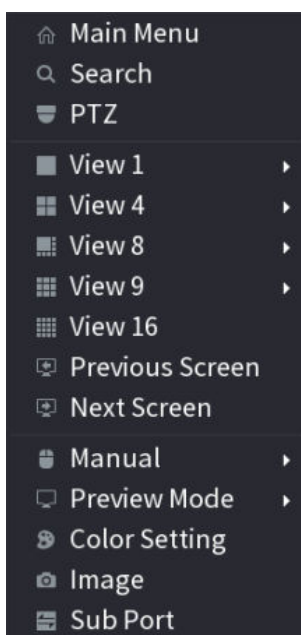 Main Menu
Search
PTZ
View 1
View 4
View 8
View 9
View 16
Previous Screen
Next Screen
Manual
Preview Mode
Color Setting
Image
Sub Port